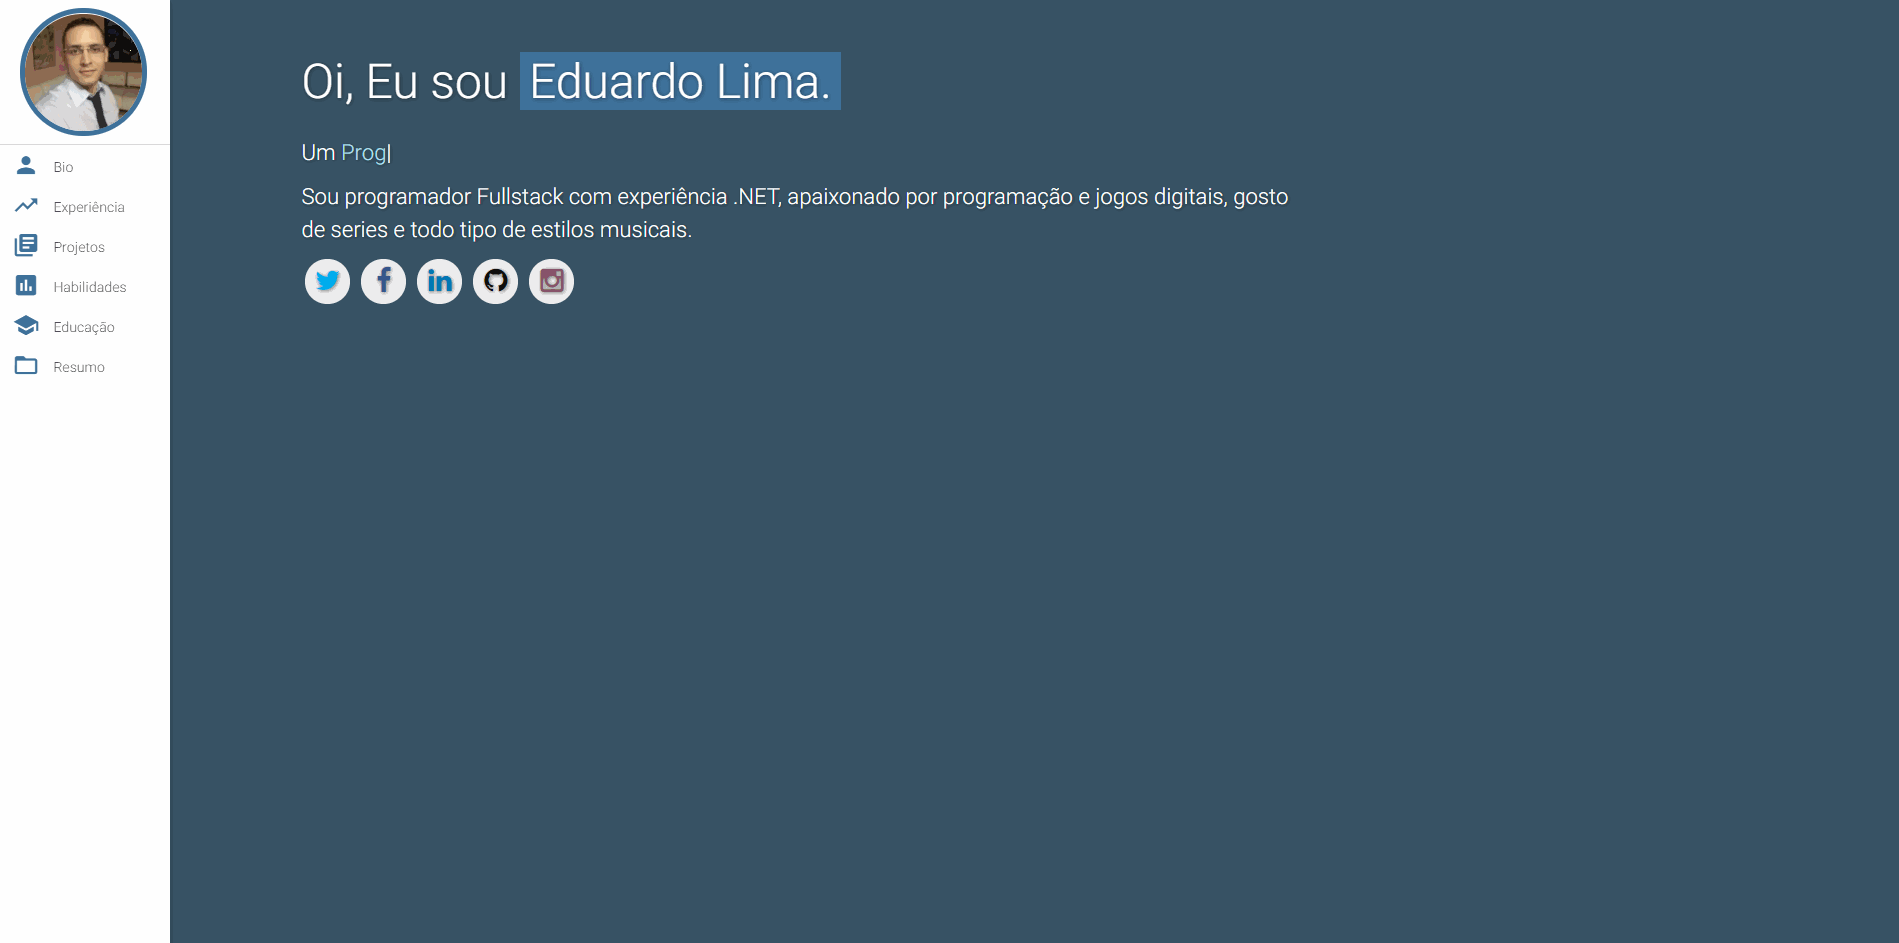 Oi, Eu sou Eduardo Lima.
Um Prog|
Sou programador Fullstack com experiência .NET, apaixonado por programação e jogos digitais, gosto
de series e todo tipo de estilos musicais.
Bio
Experiência
Projetos
Habilidades
Educação
Resumo